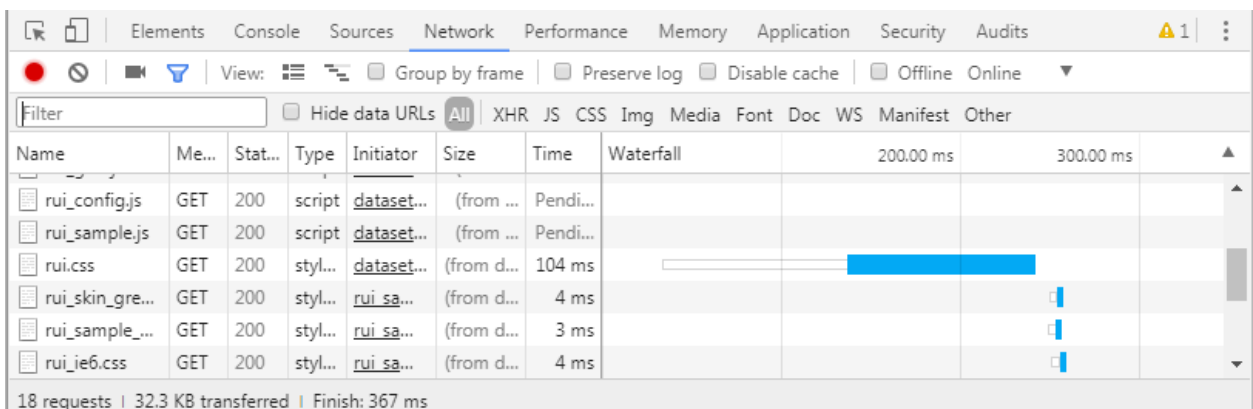 Elements Console Sources Network Performance Memory Application Security Audits 1
View: Group by frame Preserve log Disable cache Offline Online
Filter Hide data URLs All XHR JS CSS Img Media Font Doc WS Manifest Other
Name Me... Stat... Type Initiator Size Time Waterfall 200.00 ms 300.00 ms
rui_config.js GET 200 script dataset... (from ... Pendi...
rui_sample.js GET 200 script dataset... (from ... Pendi...
rui.css GET 200 styl... dataset... (from d... 104 ms
rui_skin_gre... GET 200 styl... rui_sa... (from d... 4 ms
rui_sample_... GET 200 styl... rui_sa... (from d... 3 ms
rui_ie6.css GET 200 styl... rui_sa... (from d... 4 ms
18 requests | 32.3 KB transferred | Finish: 367 ms